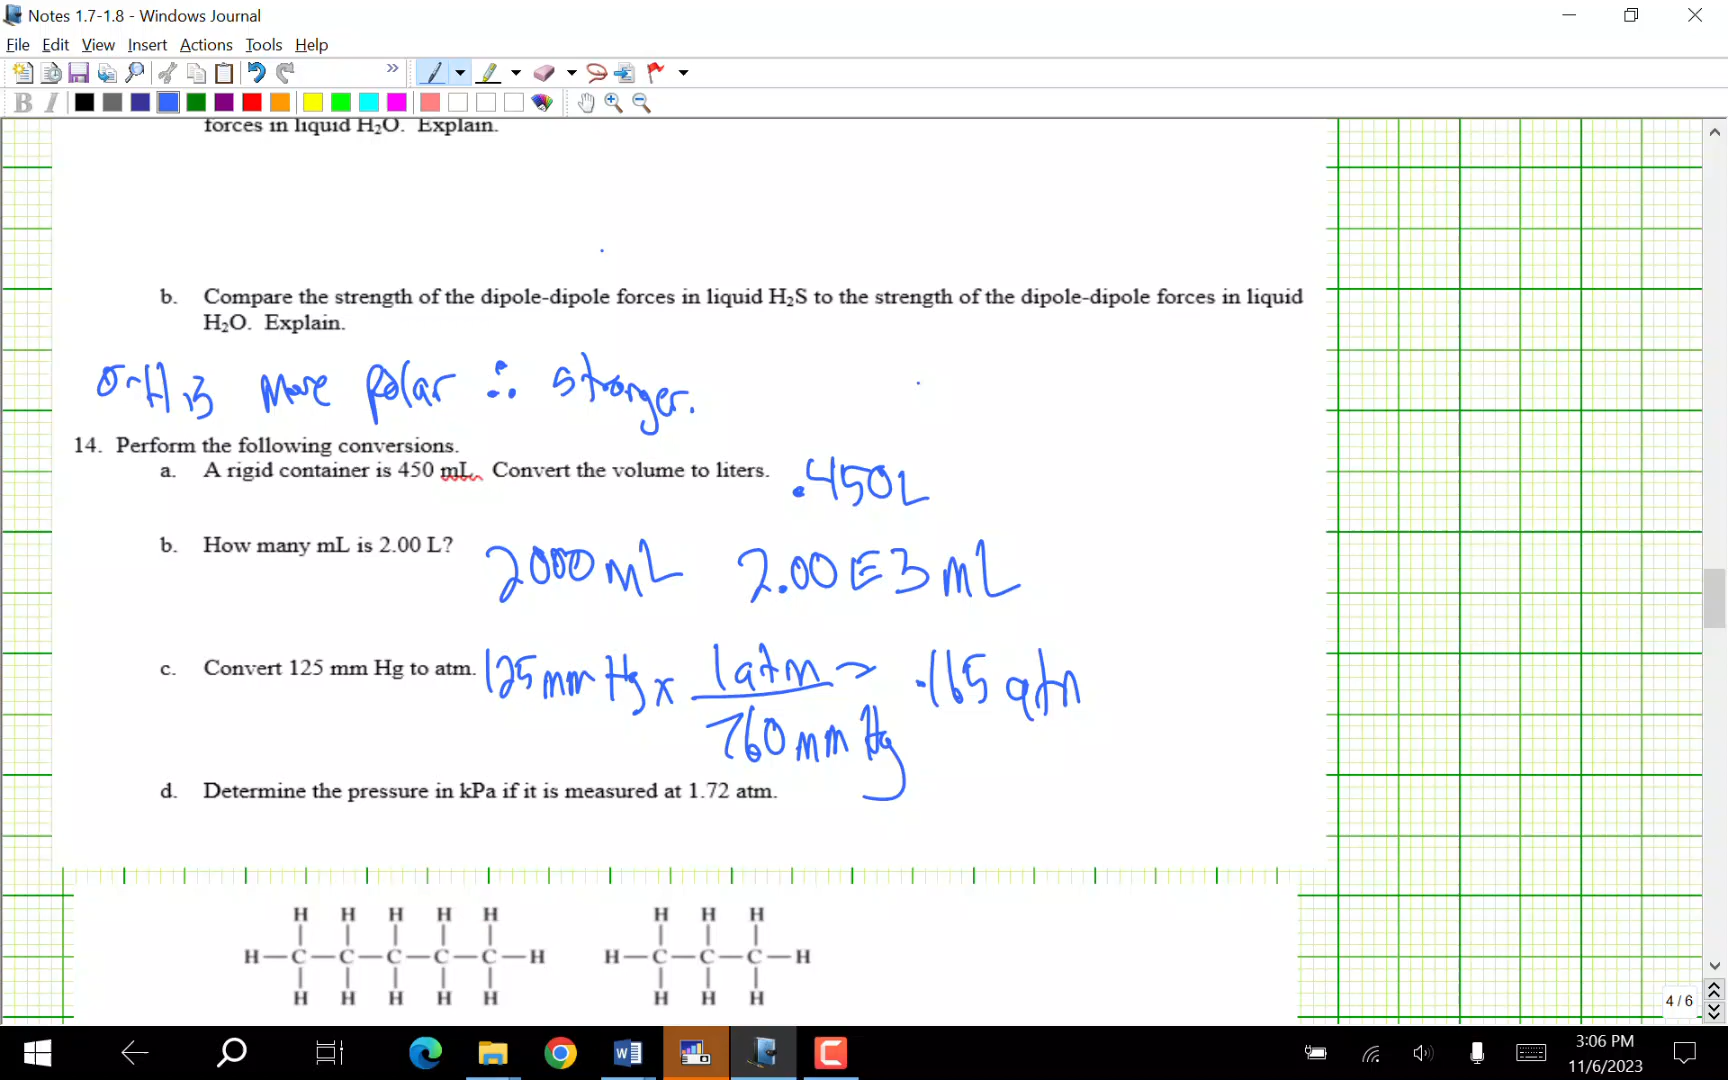 Notes 1.7-1.8 - Windows Journal
File Edit View Insert Actions Tools Help
B I
forces in liquid H₂O. Explain.
b. Compare the strength of the dipole-dipole forces in liquid H₂S to the strength of the dipole-dipole forces in liquid
H₂O. Explain.
O-H is more polar ∴ stronger.
14. Perform the following conversions.
a. A rigid container is 450 mL. Convert the volume to liters. .450L
b. How many mL is 2.00 L? 2000 mL 2.00 E3 mL
c. Convert 125 mm Hg to atm. 125 mm Hg x 1 atm = .165 atm
760 mm Hg
d. Determine the pressure in kPa if it is measured at 1.72 atm.
H H H H H H H H
H—C—C—C—C—C—H H—C—C—C—H
H H H H H H H H
4 / 6
3:06 PM
11/6/2023